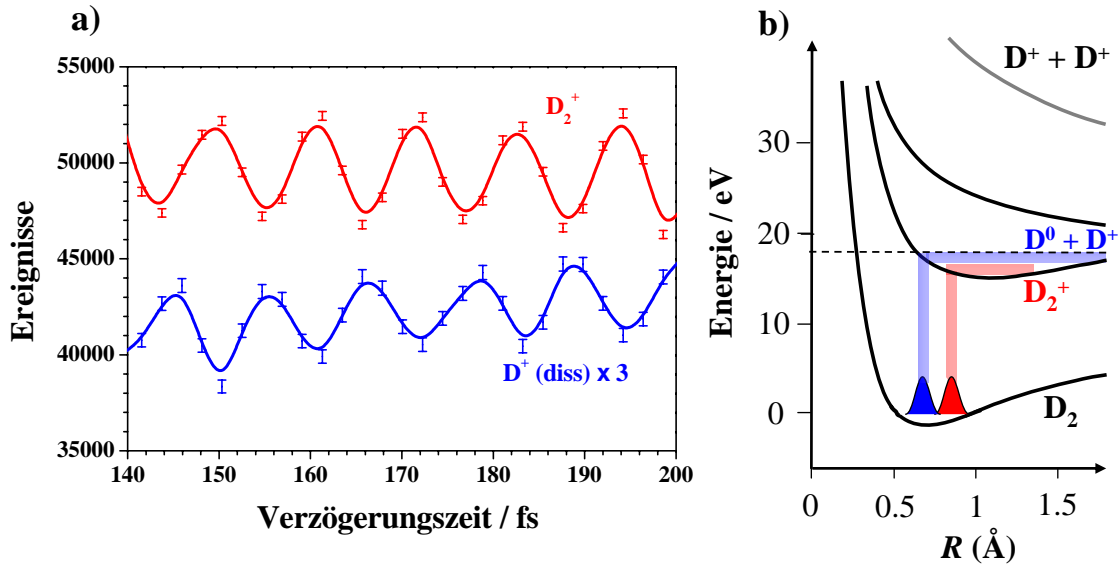 a)
55000
50000
45000
40000
35000
Ereignisse
D₂⁺
D⁺ (diss) x 3
140 150 160 170 180 190 200
Verzögerungszeit / fs
b)
D⁺ + D⁺
30
20
10
0
Energie / eV
D⁰ + D⁺
D₂⁺
D₂
0 0.5 1 1.5
R (Å)